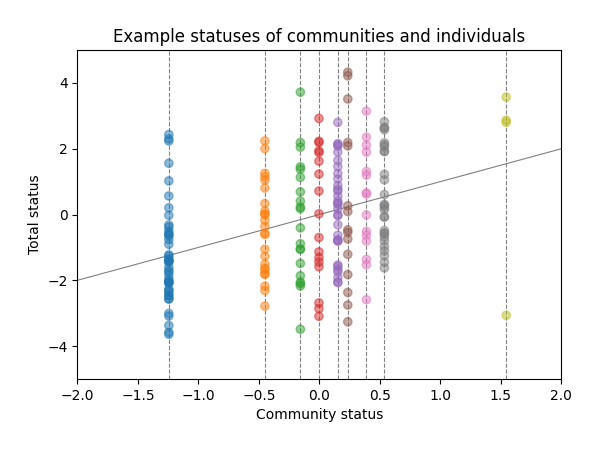 Example statuses of communities and individuals
4
2
0
−2
−4
Total status
−2.0 −1.5 −1.0 −0.5 0.0 0.5 1.0 1.5 2.0
Community status